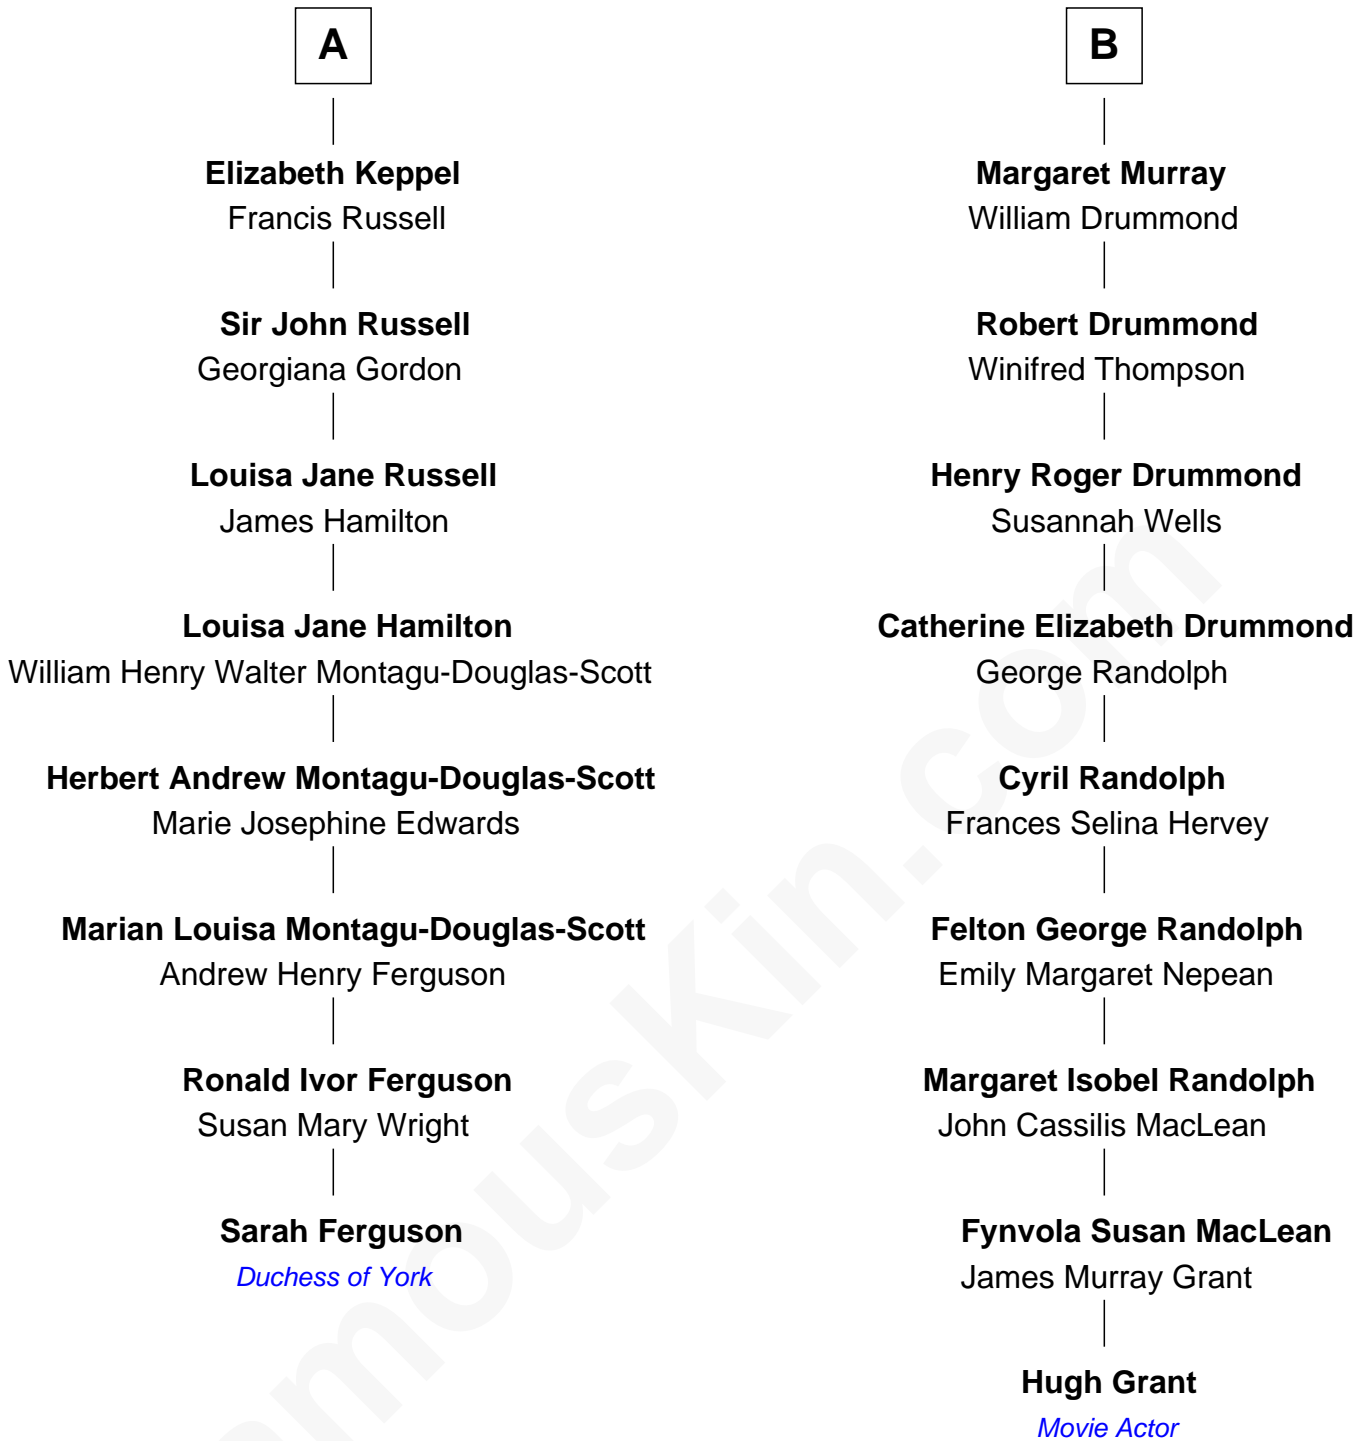 A
Elizabeth Keppel
Francis Russell
Sir John Russell
Georgiana Gordon
Louisa Jane Russell
James Hamilton
Louisa Jane Hamilton
William Henry Walter Montagu-Douglas-Scott
Herbert Andrew Montagu-Douglas-Scott
Marie Josephine Edwards
Marian Louisa Montagu-Douglas-Scott
Andrew Henry Ferguson
Ronald Ivor Ferguson
Susan Mary Wright
Sarah Ferguson
Duchess of York
B
Margaret Murray
William Drummond
Robert Drummond
Winifred Thompson
Henry Roger Drummond
Susannah Wells
Catherine Elizabeth Drummond
George Randolph
Cyril Randolph
Frances Selina Hervey
Felton George Randolph
Emily Margaret Nepean
Margaret Isobel Randolph
John Cassilis MacLean
Fynvola Susan MacLean
James Murray Grant
Hugh Grant
Movie Actor
amousKin.com